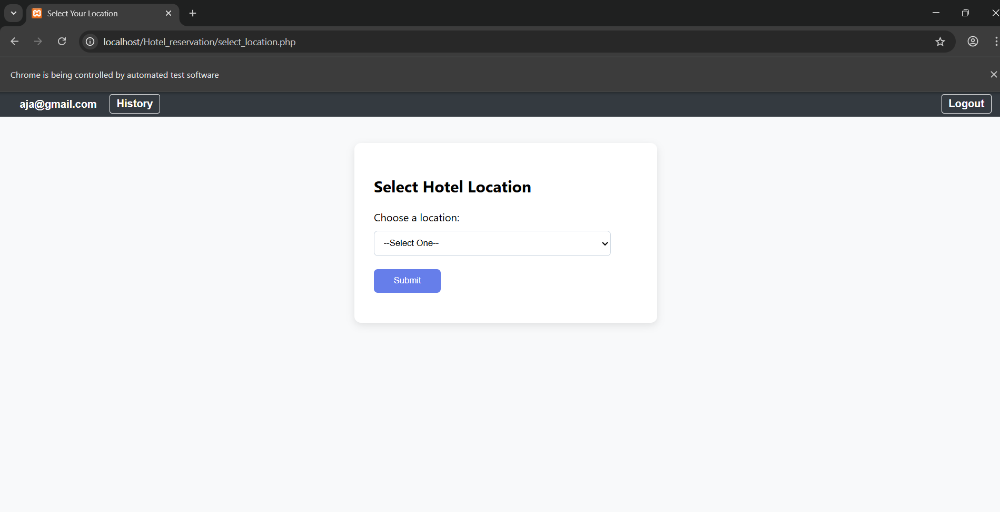 Select Your Location
localhost/Hotel_reservation/select_location.php
Chrome is being controlled by automated test software
aja@gmail.com History Logout
Select Hotel Location
Choose a location:
--Select One--
Submit